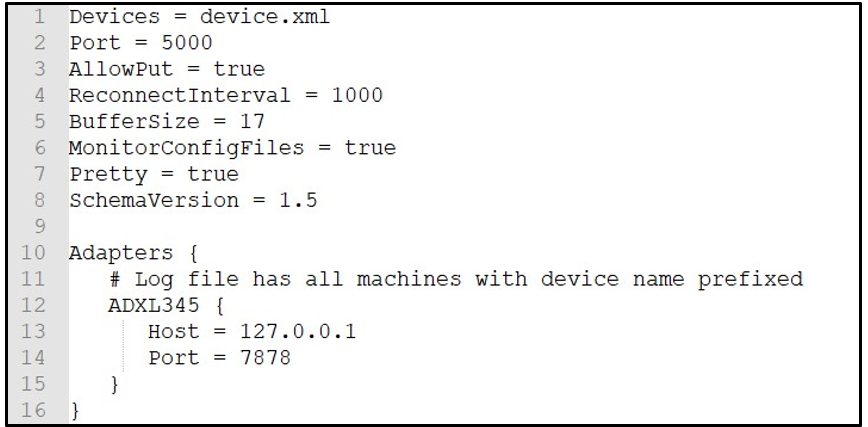 1 Devices = device.xml
2 Port = 5000
3 AllowPut = true
4 ReconnectInterval = 1000
5 BufferSize = 17
6 MonitorConfigFiles = true
7 Pretty = true
8 SchemaVersion = 1.5
9
10 Adapters {
11    # Log file has all machines with device name prefixed
12    ADXL345 {
13       Host = 127.0.0.1
14       Port = 7878
15    }
16 }